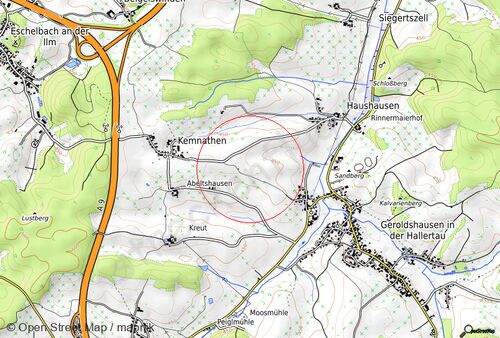 Siegertszell
Eschelbach an der
Ilm
Schloßberg
Haushausen
Rinnermaierhof
Kemnathen
Abeltshausen
Sandberg
Lustberg
A 9
Kalvarienberg
Kreut
Geroldshausen in
der Hallertau
Moosmühle
Peiglmühle
© Open Street Map / mapnik